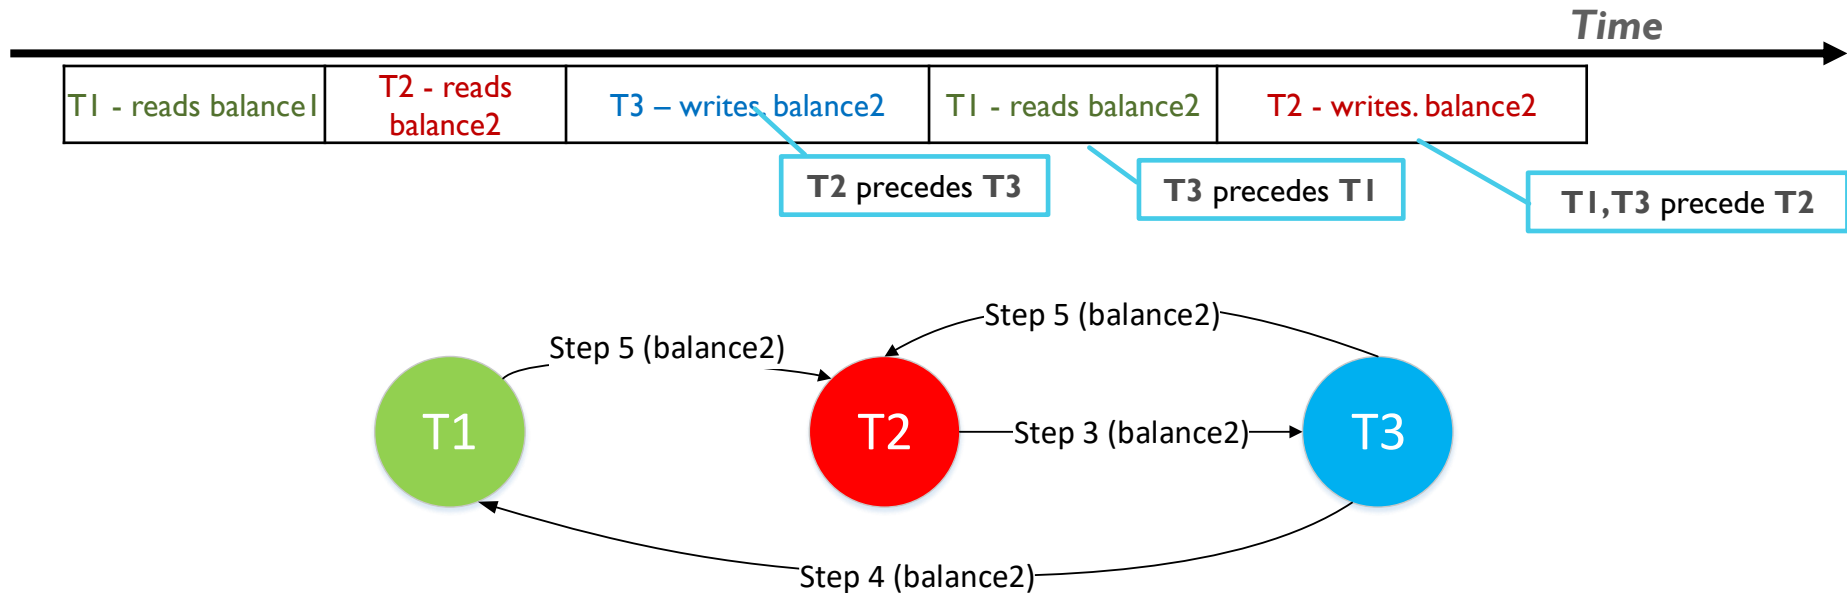 Time
T1 - reads balance1
T2 - reads
balance2
T3 – writes. balance2
T1 - reads balance2
T2 - writes. balance2
T2 precedes T3
T3 precedes T1
T1,T3 precede T2
Step 5 (balance2)
Step 5 (balance2)
T1
T2
Step 3 (balance2)
T3
Step 4 (balance2)